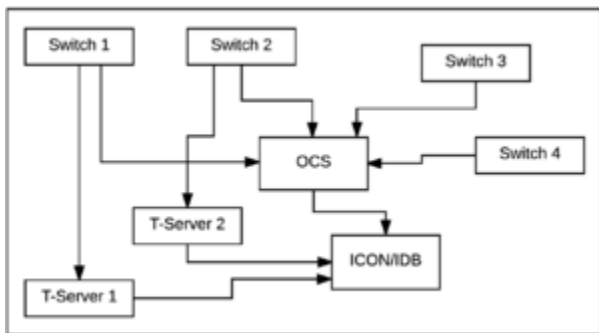 Switch 1
Switch 2
Switch 3
OCS
Switch 4
T-Server 2
ICON/IDB
T-Server 1